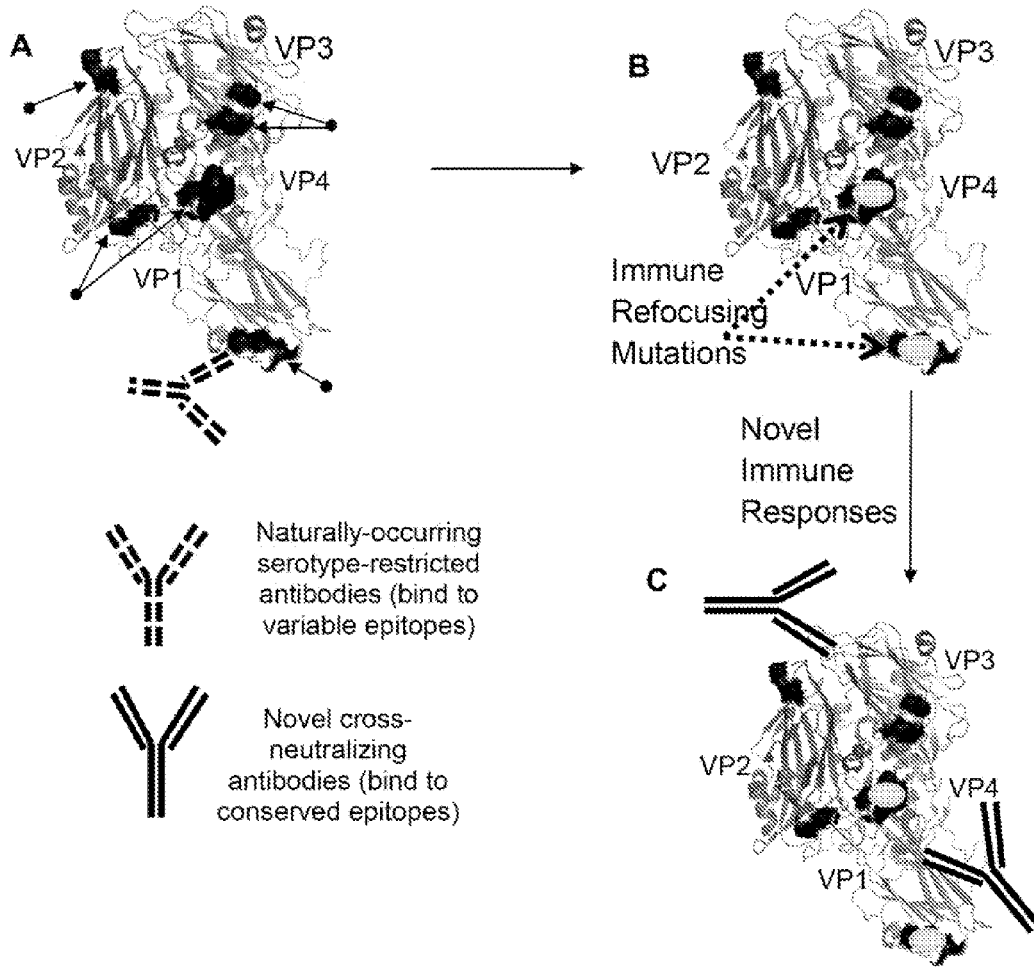 A
VP3
VP2
VP4
VP1
B
VP3
VP2
VP4
VP1
Immune
Refocusing
Mutations
Novel
Immune
Responses
Naturally-occurring
serotype-restricted
antibodies (bind to
variable epitopes)
Novel cross-
neutralizing
antibodies (bind to
conserved epitopes)
C
VP3
VP2
VP4
VP1